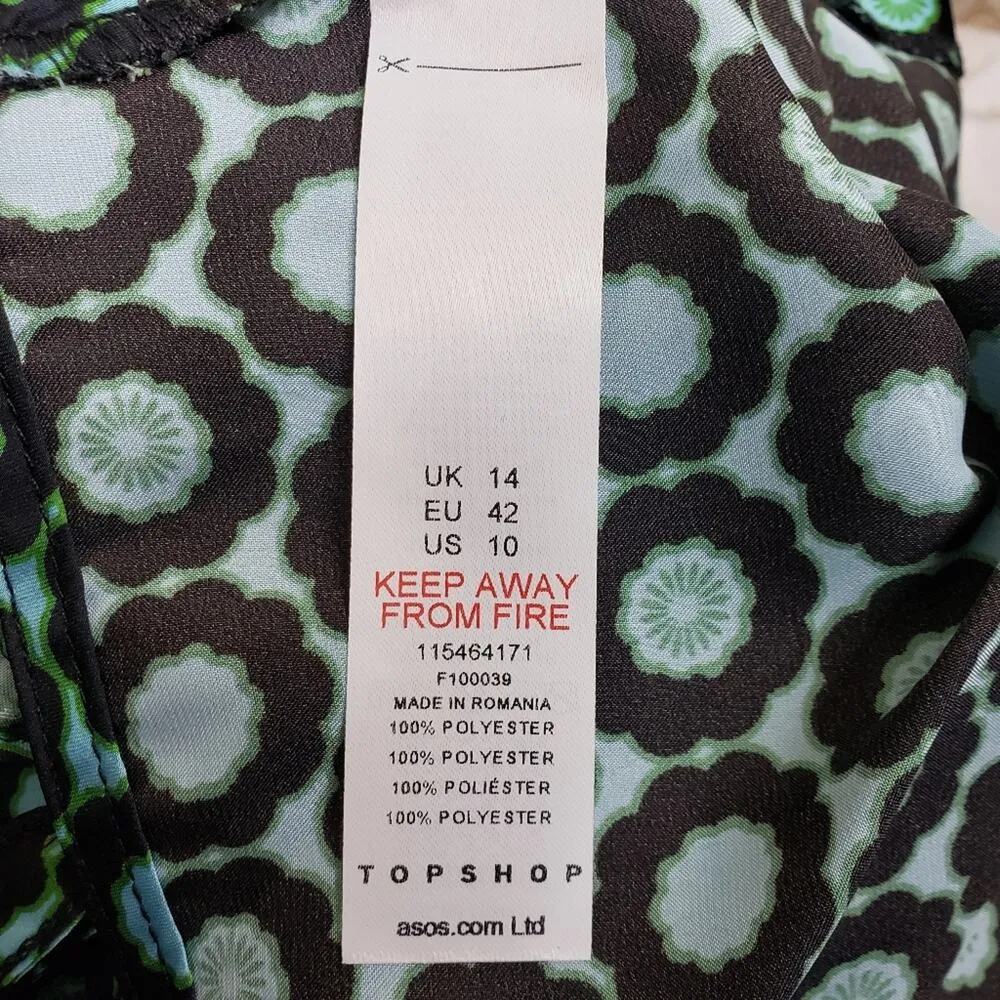 UK 14
EU 42
US 10
KEEP AWAY
FROM FIRE
115464171
F100039
MADE IN ROMANIA
100% POLYESTER
100% POLYESTER
100% POLIÉSTER
100% POLYESTER
TOPSHOP
asos.com Ltd